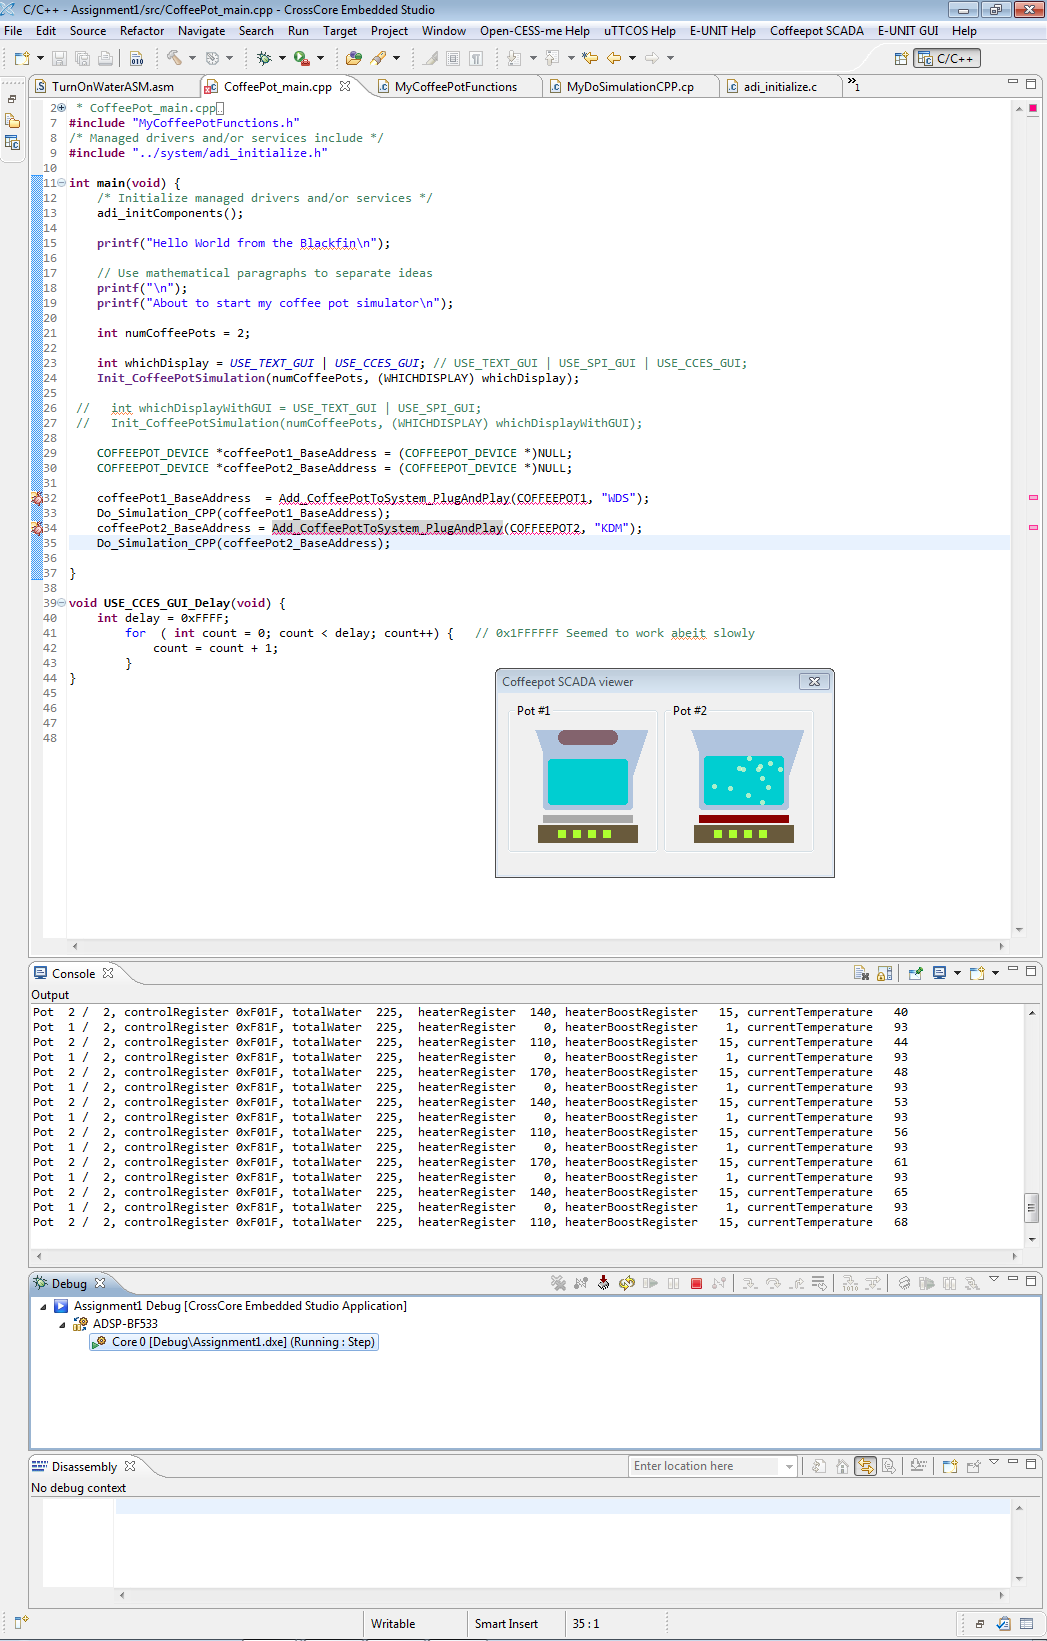 C/C++ - Assignment1/src/CoffeePot_main.cpp - CrossCore Embedded Studio
File Edit Source Refactor Navigate Search Run Target Project Window Open-CESS-me Help uTTCOS Help E-UNIT Help Coffeepot SCADA E-UNIT GUI Help
C/C++
TurnOnWaterASM.asm CoffeePot_main.cpp MyCoffeePotFunctions MyDoSimulationCPP.cp adi_initialize.c »1
2 * CoffeePot_main.cpp
7 #include "MyCoffeePotFunctions.h"
8 /* Managed drivers and/or services include */
9 #include "../system/adi_initialize.h"
10
11 int main(void) {
12 /* Initialize managed drivers and/or services */
13 adi_initComponents();
14
15 printf("Hello World from the Blackfin\n");
16
17 // Use mathematical paragraphs to separate ideas
18 printf("\n");
19 printf("About to start my coffee pot simulator\n");
20
21 int numCoffeePots = 2;
22
23 int whichDisplay = USE_TEXT_GUI | USE_CCES_GUI; // USE_TEXT_GUI | USE_SPI_GUI | USE_CCES_GUI;
24 Init_CoffeePotSimulation(numCoffeePots, (WHICHDISPLAY) whichDisplay);
25
26 // int whichDisplayWithGUI = USE_TEXT_GUI | USE_SPI_GUI;
27 // Init_CoffeePotSimulation(numCoffeePots, (WHICHDISPLAY) whichDisplayWithGUI);
28
29 COFFEEPOT_DEVICE *coffeePot1_BaseAddress = (COFFEEPOT_DEVICE *)NULL;
30 COFFEEPOT_DEVICE *coffeePot2_BaseAddress = (COFFEEPOT_DEVICE *)NULL;
31
32 coffeePot1_BaseAddress = Add_CoffeePotToSystem_PlugAndPlay(COFFEEPOT1, "WDS");
33 Do_Simulation_CPP(coffeePot1_BaseAddress);
34 coffeePot2_BaseAddress = Add_CoffeePotToSystem_PlugAndPlay(COFFEEPOT2, "KDM");
35 Do_Simulation_CPP(coffeePot2_BaseAddress);
36
37 }
38
39 void USE_CCES_GUI_Delay(void) {
40 int delay = 0xFFFF;
41 for ( int count = 0; count < delay; count++) { // 0x1FFFFFF Seemed to work abeit slowly
42 count = count + 1;
43 }
44 }
45
46
47
48
Coffeepot SCADA viewer
Pot #1 Pot #2
Console
Output
Pot 2 / 2, controlRegister 0xF01F, totalWater 225, heaterRegister 140, heaterBoostRegister 15, currentTemperature 40
Pot 1 / 2, controlRegister 0xF81F, totalWater 225, heaterRegister 0, heaterBoostRegister 1, currentTemperature 93
Pot 2 / 2, controlRegister 0xF01F, totalWater 225, heaterRegister 110, heaterBoostRegister 15, currentTemperature 44
Pot 1 / 2, controlRegister 0xF81F, totalWater 225, heaterRegister 0, heaterBoostRegister 1, currentTemperature 93
Pot 2 / 2, controlRegister 0xF01F, totalWater 225, heaterRegister 170, heaterBoostRegister 15, currentTemperature 48
Pot 1 / 2, controlRegister 0xF81F, totalWater 225, heaterRegister 0, heaterBoostRegister 1, currentTemperature 93
Pot 2 / 2, controlRegister 0xF01F, totalWater 225, heaterRegister 140, heaterBoostRegister 15, currentTemperature 53
Pot 1 / 2, controlRegister 0xF81F, totalWater 225, heaterRegister 0, heaterBoostRegister 1, currentTemperature 93
Pot 2 / 2, controlRegister 0xF01F, totalWater 225, heaterRegister 110, heaterBoostRegister 15, currentTemperature 56
Pot 1 / 2, controlRegister 0xF81F, totalWater 225, heaterRegister 0, heaterBoostRegister 1, currentTemperature 93
Pot 2 / 2, controlRegister 0xF01F, totalWater 225, heaterRegister 170, heaterBoostRegister 15, currentTemperature 61
Pot 1 / 2, controlRegister 0xF81F, totalWater 225, heaterRegister 0, heaterBoostRegister 1, currentTemperature 93
Pot 2 / 2, controlRegister 0xF01F, totalWater 225, heaterRegister 140, heaterBoostRegister 15, currentTemperature 65
Pot 1 / 2, controlRegister 0xF81F, totalWater 225, heaterRegister 0, heaterBoostRegister 1, currentTemperature 93
Pot 2 / 2, controlRegister 0xF01F, totalWater 225, heaterRegister 110, heaterBoostRegister 15, currentTemperature 68
Debug
Assignment1 Debug [CrossCore Embedded Studio Application]
ADSP-BF533
Core 0 [Debug\Assignment1.dxe] (Running : Step)
Disassembly Enter location here
No debug context
Writable Smart Insert 35 : 1